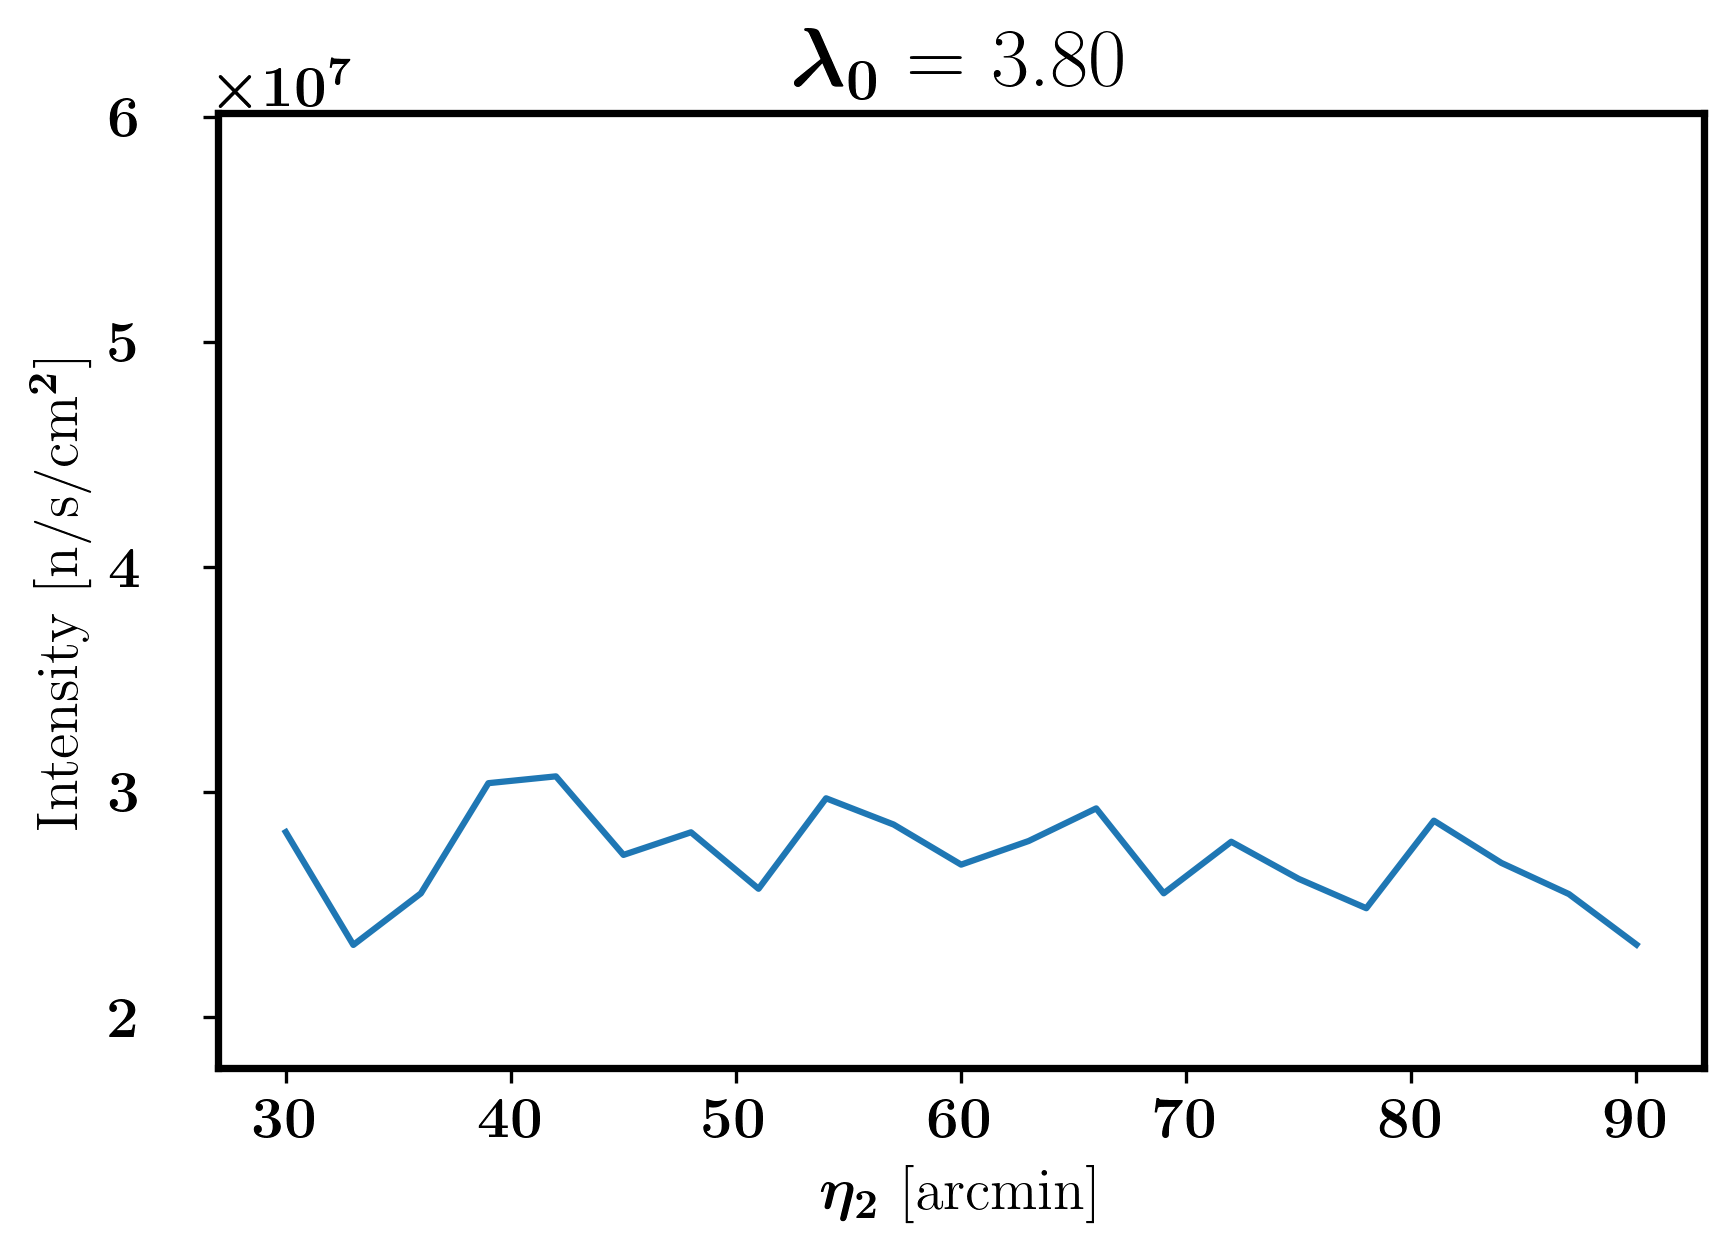 λ₀ = 3.80
×10⁷
6
5
4
3
2
Intensity [n/s/cm²]
30 40 50 60 70 80 90
η₂ [arcmin]